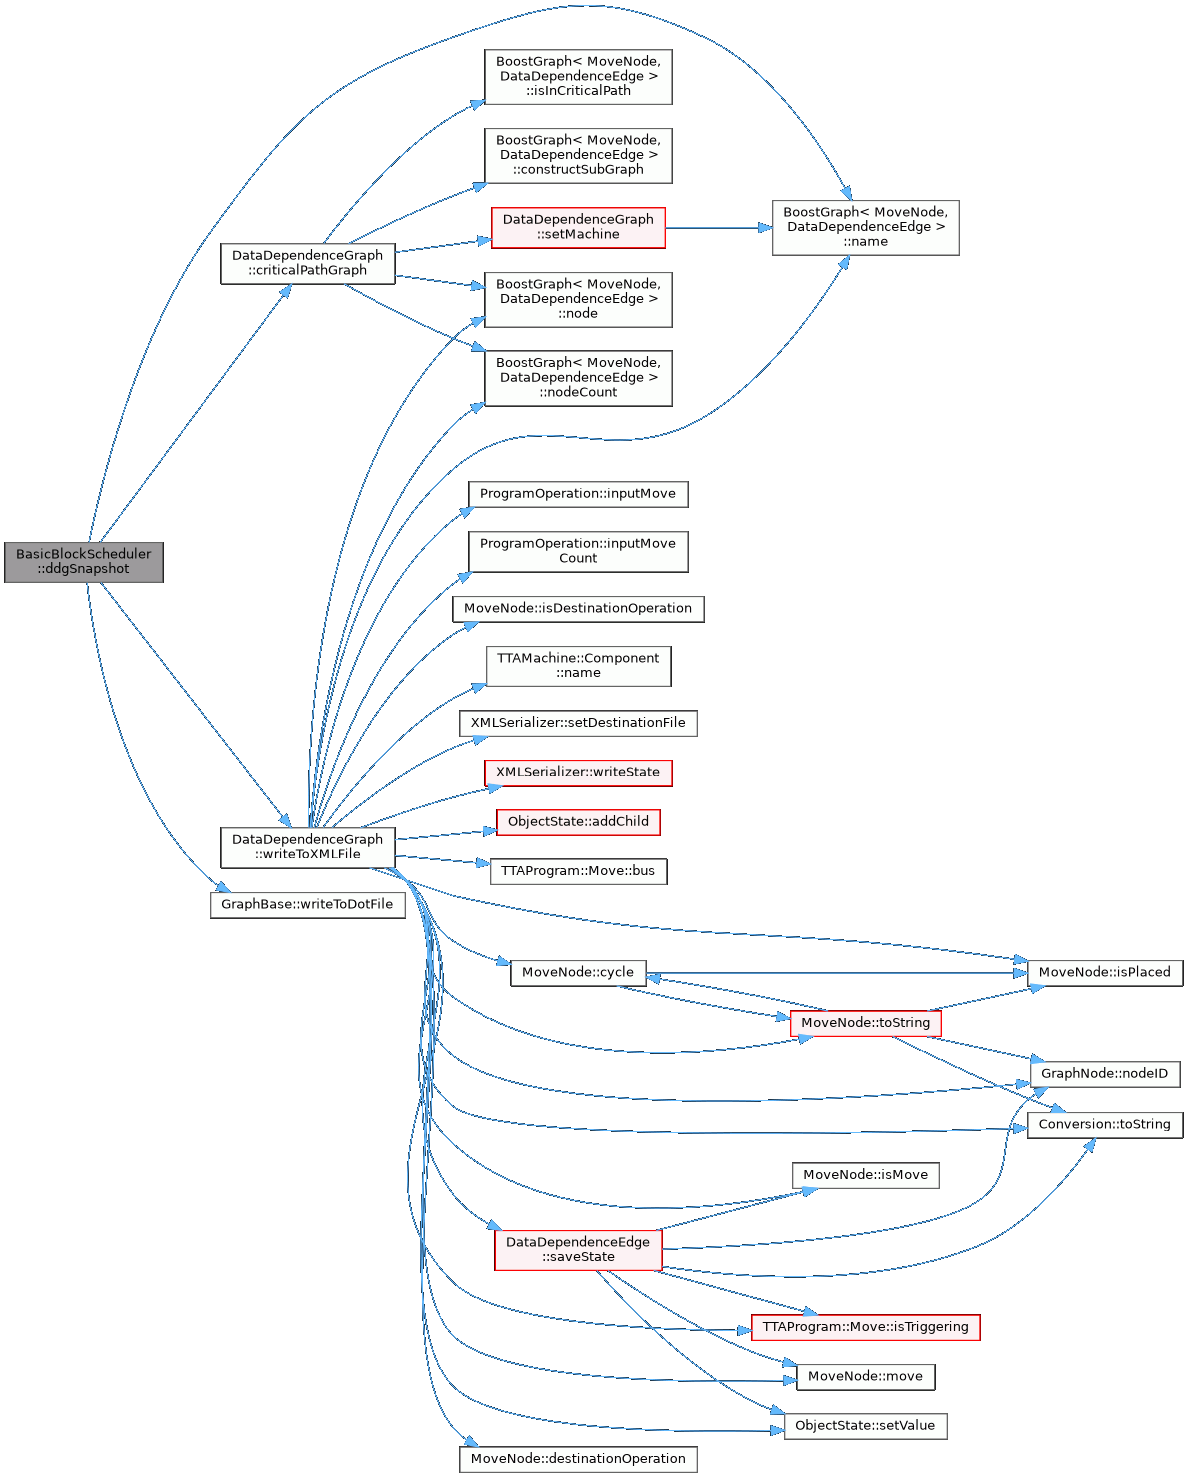 BoostGraph< MoveNode,
DataDependenceEdge >
::isInCriticalPath
BoostGraph< MoveNode,
DataDependenceEdge >
::constructSubGraph
DataDependenceGraph
::setMachine
BoostGraph< MoveNode,
DataDependenceEdge >
::name
DataDependenceGraph
::criticalPathGraph
BoostGraph< MoveNode,
DataDependenceEdge >
::node
BoostGraph< MoveNode,
DataDependenceEdge >
::nodeCount
ProgramOperation::inputMove
ProgramOperation::inputMove
Count
BasicBlockScheduler
::ddgSnapshot
MoveNode::isDestinationOperation
TTAMachine::Component
::name
XMLSerializer::setDestinationFile
XMLSerializer::writeState
ObjectState::addChild
DataDependenceGraph
::writeToXMLFile
TTAProgram::Move::bus
GraphBase::writeToDotFile
MoveNode::cycle
MoveNode::isPlaced
MoveNode::toString
GraphNode::nodeID
Conversion::toString
MoveNode::isMove
DataDependenceEdge
::saveState
TTAProgram::Move::isTriggering
MoveNode::move
ObjectState::setValue
MoveNode::destinationOperation